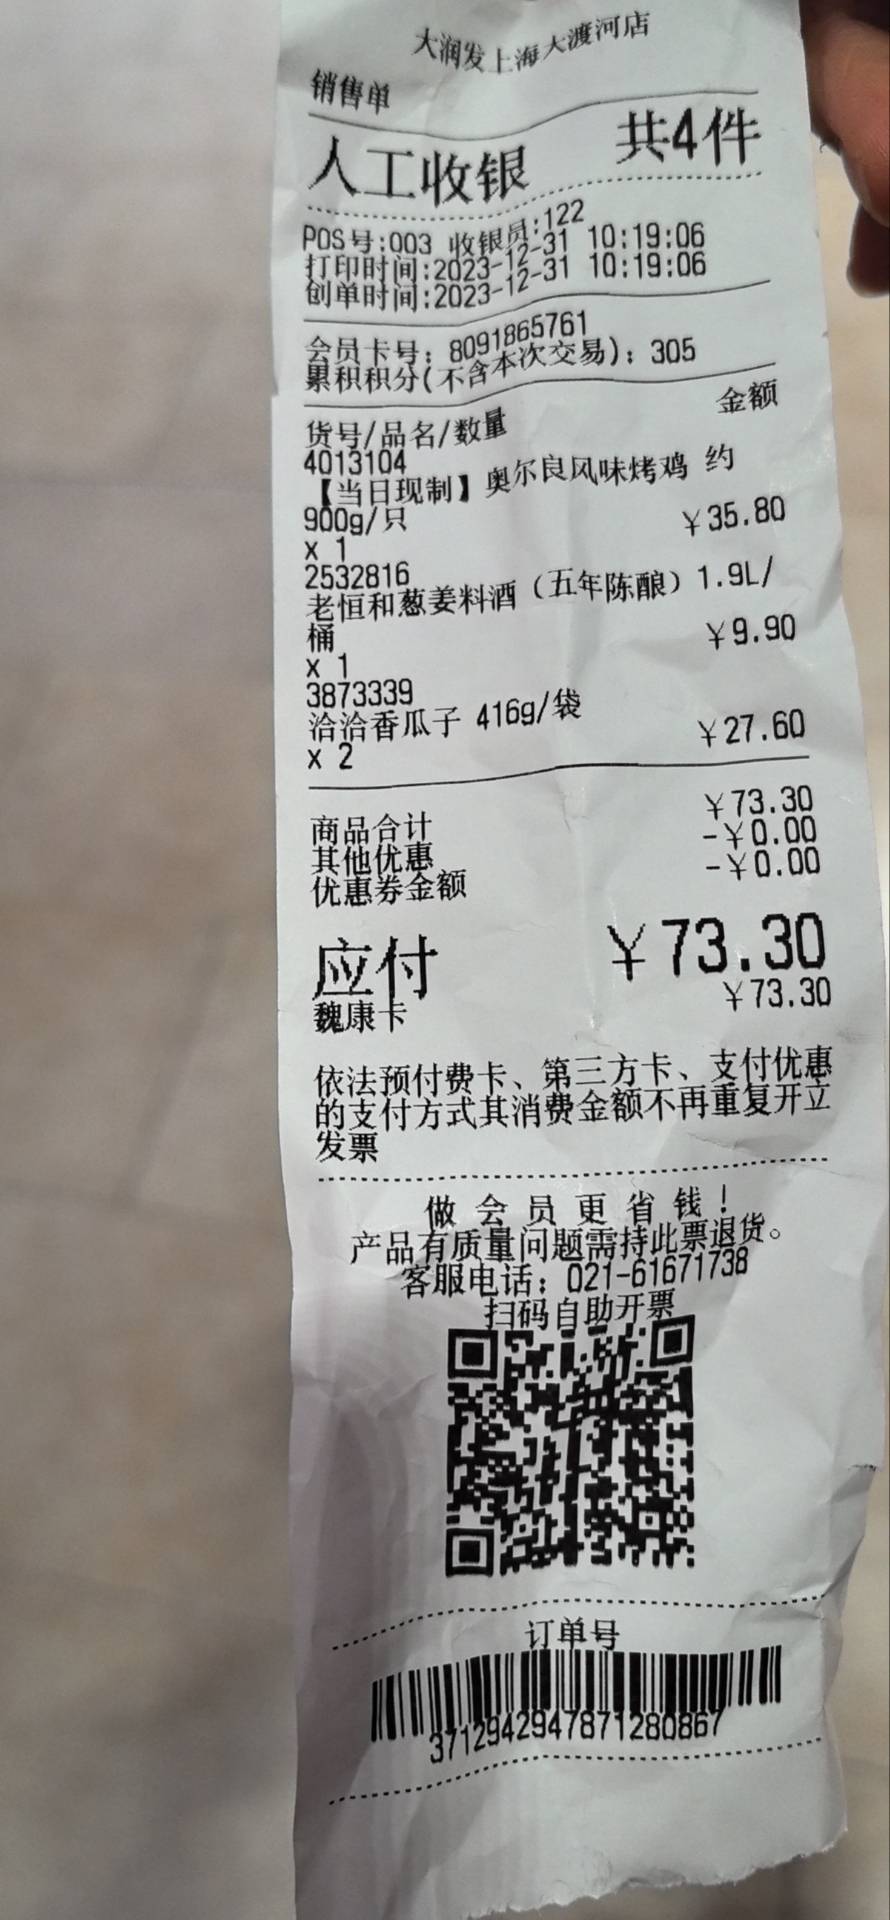 大润发上海大渡河店
销售单
人工收银 共4件
POS号:003 收银员:122
打印时间:2023-12-31 10:19:06
创单时间:2023-12-31 10:19:06
会员卡号：8091865761
累积积分(不含本次交易)：305
货号/品名/数量 金额
4013104
【当日现制】奥尔良风味烤鸡 约
900g/只 ￥35.80
x 1
2532816
老恒和葱姜料酒（五年陈酿）1.9L/
桶 ￥9.90
x 1
3873339
洽洽香瓜子 416g/袋
x 2 ￥27.60
商品合计 ￥73.30
其他优惠 -￥0.00
优惠券金额 -￥0.00
应付 ￥73.30
魏康卡 ￥73.30
依法预付费卡、第三方卡、支付优惠
的支付方式其消费金额不再重复开立
发票
做 会 员 更 省 钱！
产品有质量问题需持此票退货。
客服电话：021-61671738
扫码自助开票
订单号
3712942947871280867